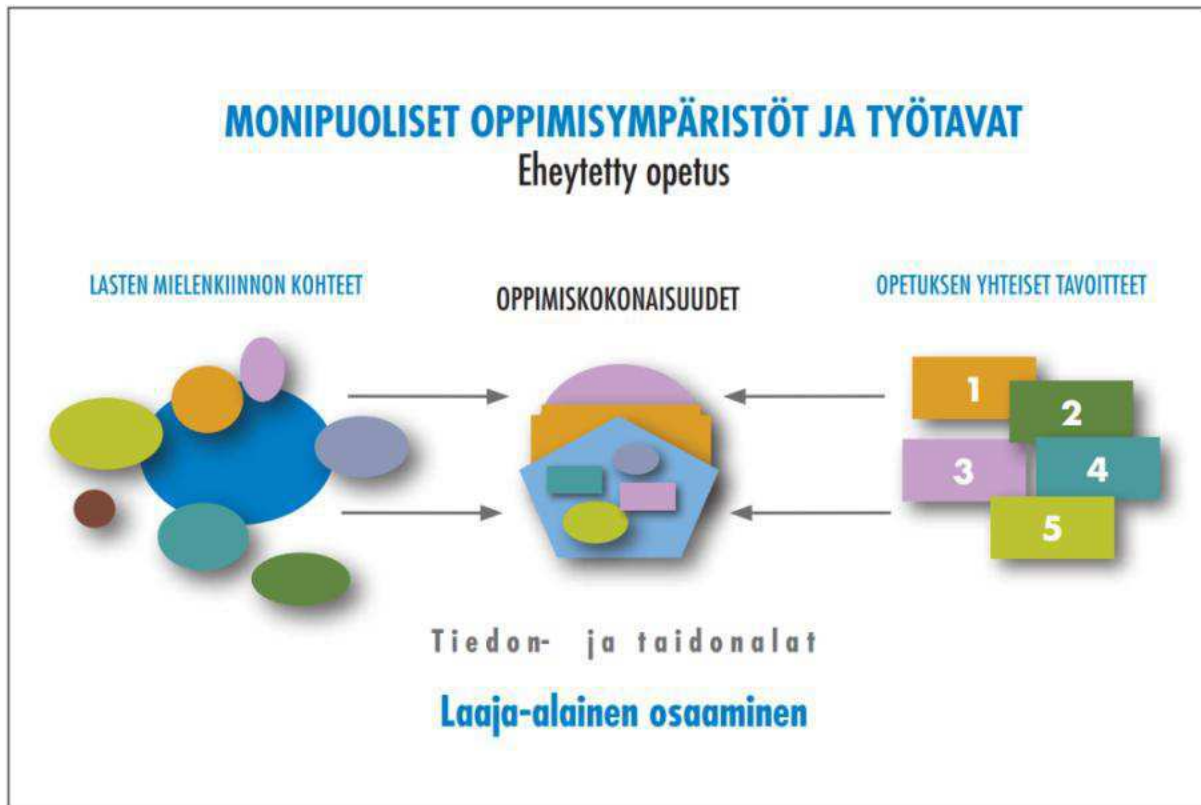 MONIPUOLISET OPPIMISYMPÄRISTÖT JA TYÖTAVAT
Eheytetty opetus
LASTEN MIELENKIINNON KOHTEET
OPPIMISKOKONAISUUDET
OPETUKSEN YHTEISET TAVOITTEET
1
2
3
4
5
Tiedon- ja taidonalat
Laaja-alainen osaaminen